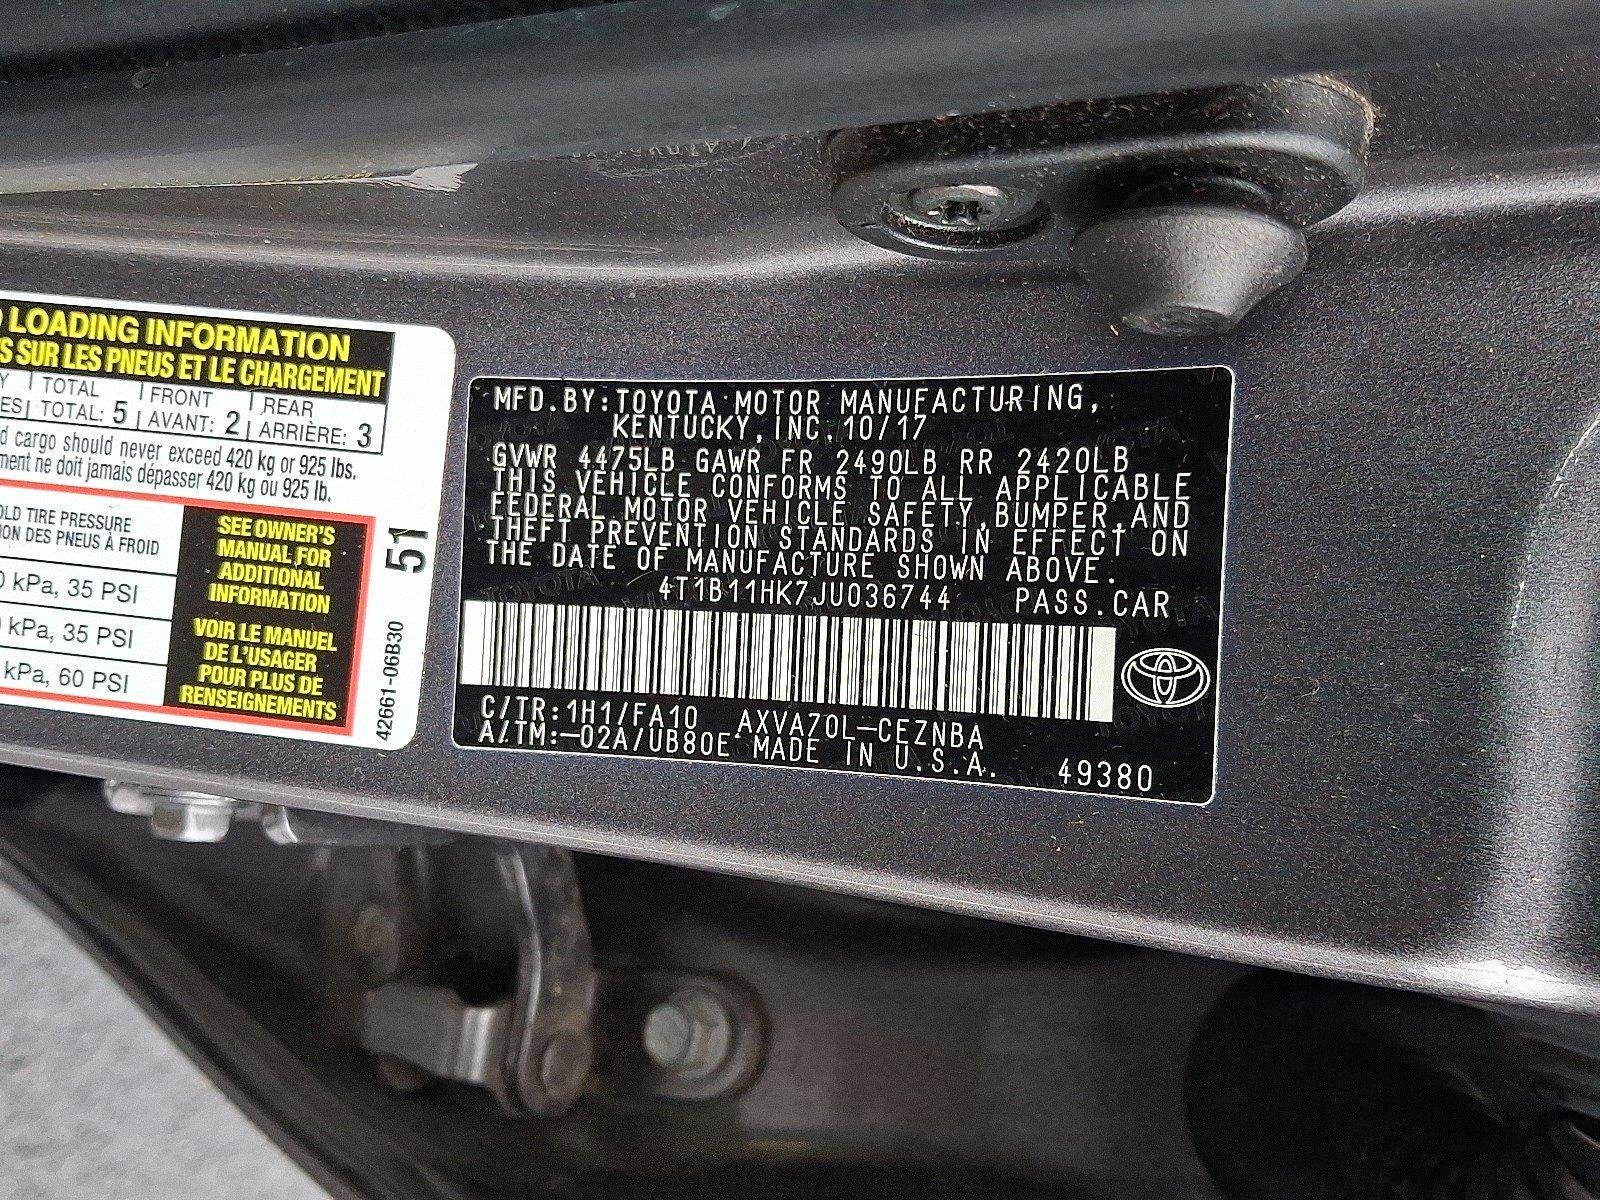 LOADING INFORMATION
SUR LES PNEUS ET LE CHARGEMENT
TOTAL FRONT REAR
TOTAL: 5 AVANT: 2 ARRIÈRE: 3
cargo should never exceed 420 kg or 925 lbs.
ne doit jamais dépasser 420 kg ou 925 lb.
TIRE PRESSURE
DES PNEUS À FROID
kPa, 35 PSI
kPa, 35 PSI
kPa, 60 PSI
SEE OWNER'S
MANUAL FOR
ADDITIONAL
INFORMATION
VOIR LE MANUEL
DE L'USAGER
POUR PLUS DE
RENSEIGNEMENTS
51
42661-06B30
MFD.BY:TOYOTA MOTOR MANUFACTURING,
KENTUCKY,INC.10/17
GVWR 4475LB GAWR FR 2490LB RR 2420LB
THIS VEHICLE CONFORMS TO ALL APPLICABLE
FEDERAL MOTOR VEHICLE SAFETY,BUMPER,AND
THEFT PREVENTION STANDARDS IN EFFECT ON
THE DATE OF MANUFACTURE SHOWN ABOVE.
4T1B11HK7JU036744 PASS.CAR
C/TR:1H1/FA10 AXVA70L-CEZNBA
A/TM:-02A/UB80E MADE IN U.S.A. 49380